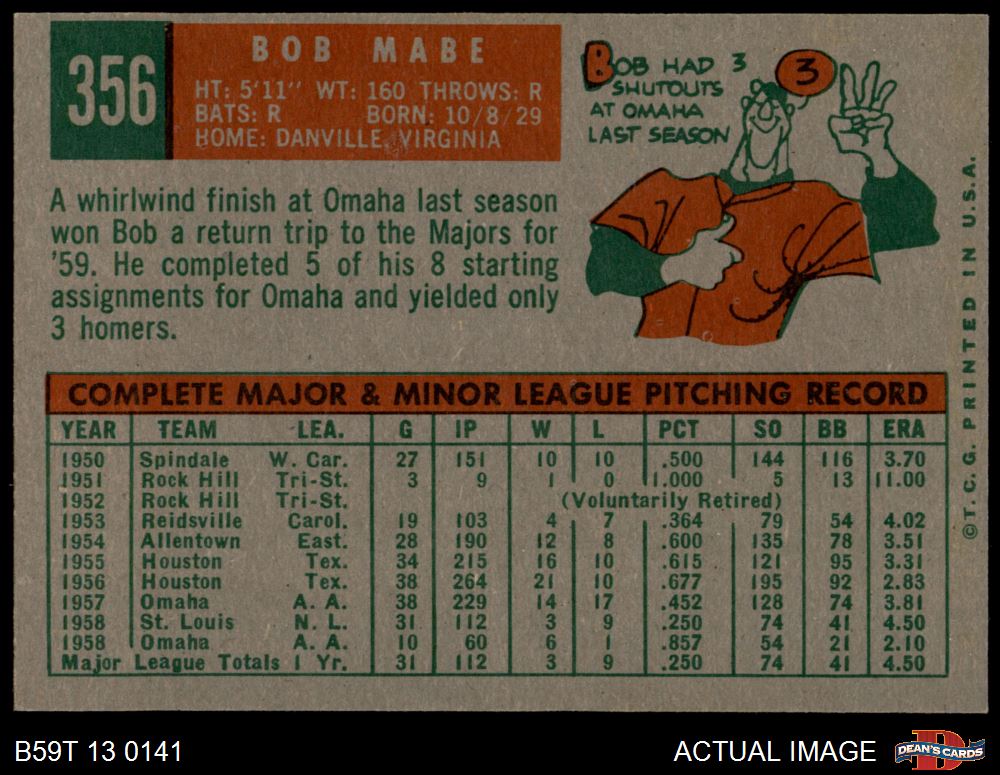 356
BOB MABE
HT: 5'11" WT: 160 THROWS: R
BATS: R BORN: 10/8/29
HOME: DANVILLE, VIRGINIA
BOB HAD 3
SHUTOUTS
AT OMAHA
LAST SEASON
3
A whirlwind finish at Omaha last season
won Bob a return trip to the Majors for
'59. He completed 5 of his 8 starting
assignments for Omaha and yielded only
3 homers.
COMPLETE MAJOR & MINOR LEAGUE PITCHING RECORD
YEAR TEAM LEA. G IP W L PCT SO BB ERA
1950 Spindale W. Car. 27 151 10 10 .500 144 116 3.70
1951 Rock Hill Tri-St. 3 9 1 0 1.000 5 13 11.00
1952 Rock Hill Tri-St. (Voluntarily Retired)
1953 Reidsville Carol. 19 103 4 7 .364 79 54 4.02
1954 Allentown East. 28 190 12 8 .600 135 78 3.51
1955 Houston Tex. 34 215 16 10 .615 121 95 3.31
1956 Houston Tex. 38 264 21 10 .677 195 92 2.83
1957 Omaha A. A. 38 229 14 17 .452 128 74 3.81
1958 St. Louis N. L. 31 112 3 9 .250 74 41 4.50
1958 Omaha A. A. 10 60 6 1 .857 54 21 2.10
Major League Totals 1 Yr. 31 112 3 9 .250 74 41 4.50
©T. C. G. PRINTED IN U.S.A.
B59T 13 0141
ACTUAL IMAGE
D
DEAN'S CARDS